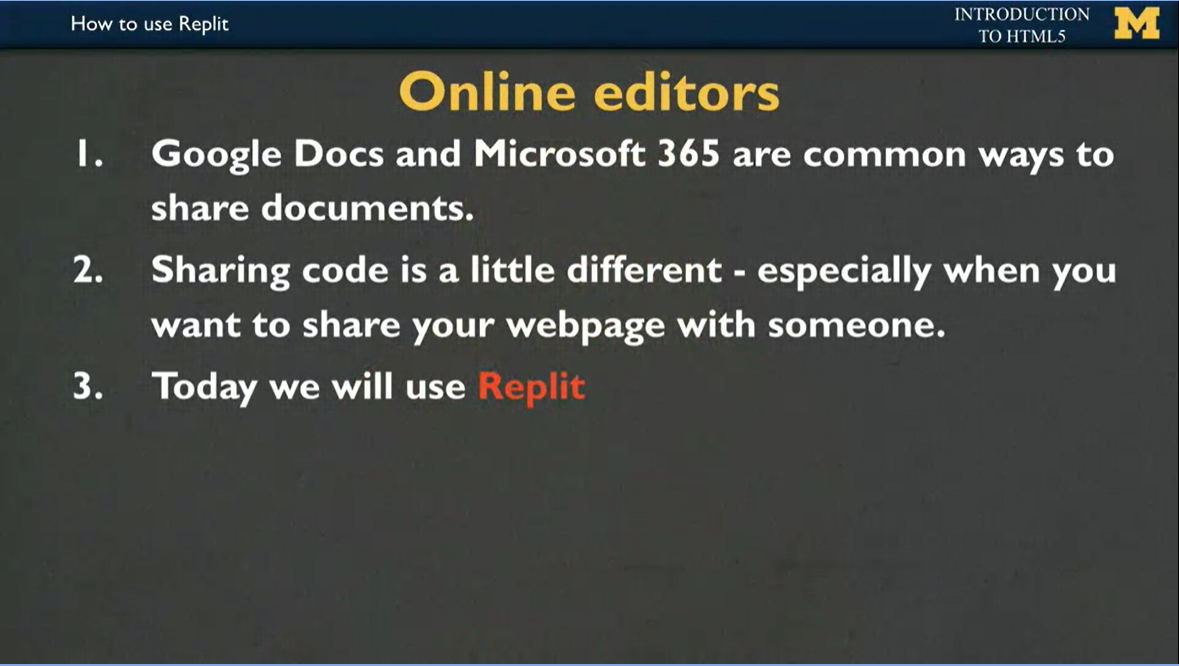 How to use Replit
INTRODUCTION
TO HTML5
M
Online editors
1. Google Docs and Microsoft 365 are common ways to
share documents.
2. Sharing code is a little different - especially when you
want to share your webpage with someone.
3. Today we will use Replit